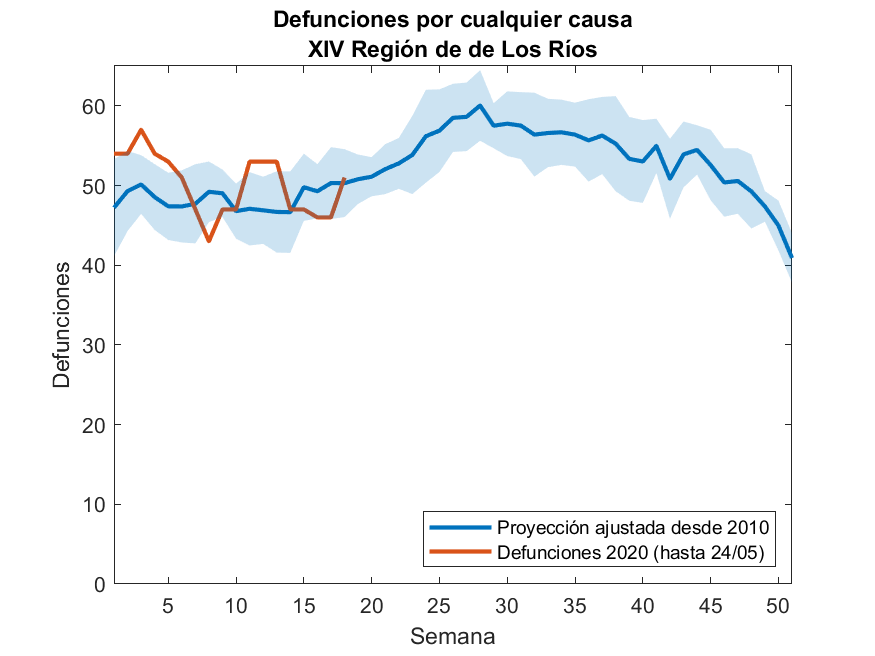 Defunciones por cualquier causa
XIV Región de de Los Ríos
Defunciones
60
50
40
30
20
10
0
5 10 15 20 25 30 35 40 45 50
Semana
Proyección ajustada desde 2010
Defunciones 2020 (hasta 24/05)